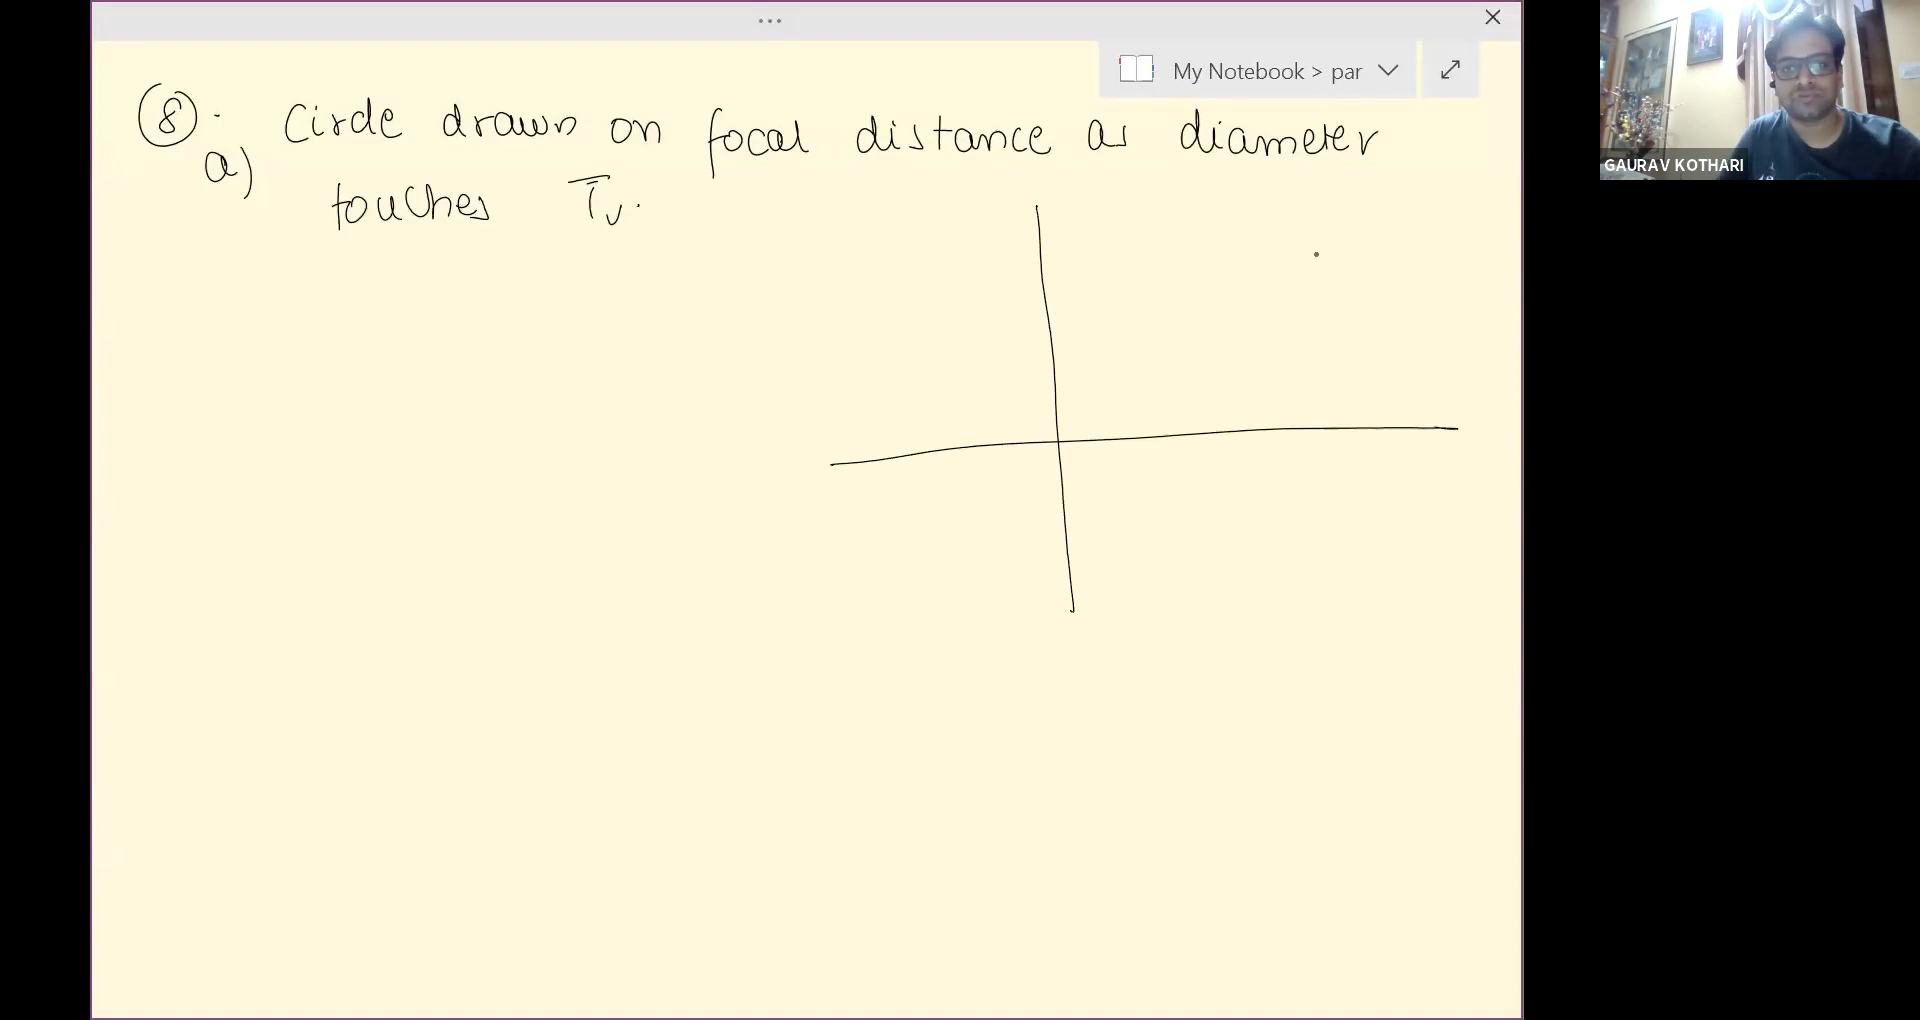 ...
My Notebook > par
⑧. Circle drawn on focal distance as diameter
a)
touches Tv.
GAURAV KOTHARI